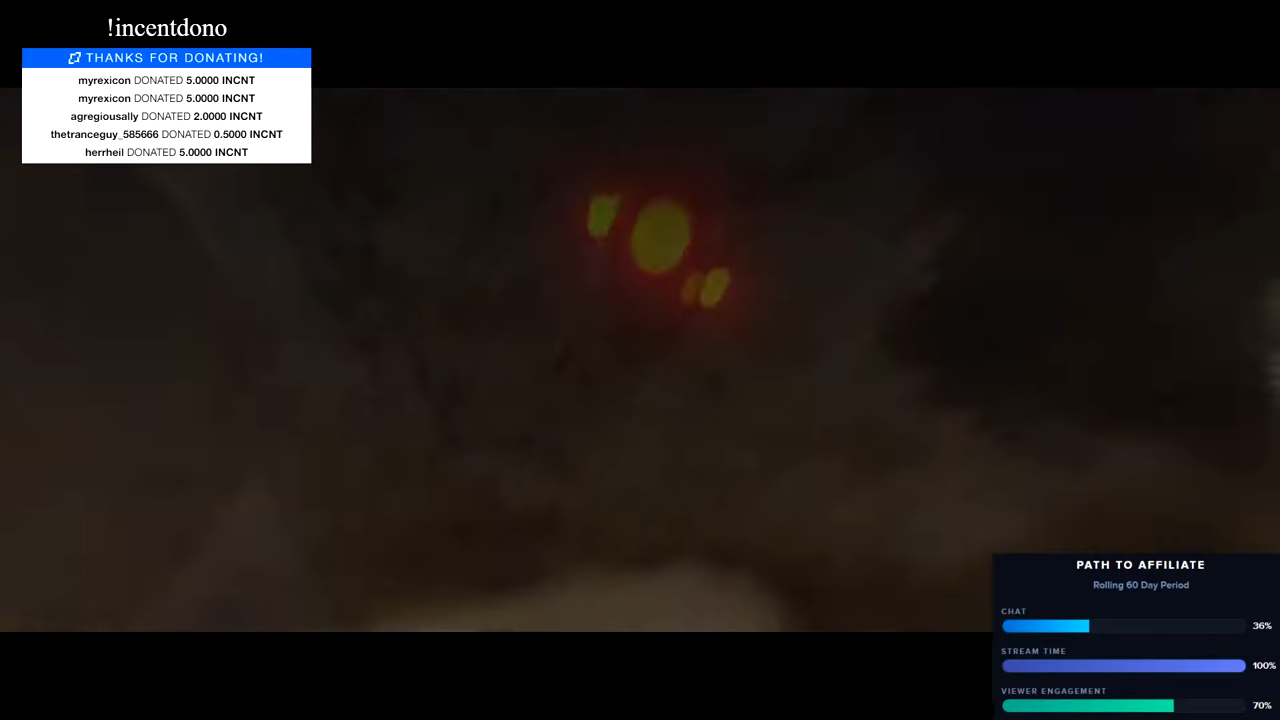 !incentdono
THANKS FOR DONATING!
myrexicon DONATED 5.0000 INCNT
myrexicon DONATED 5.0000 INCNT
agregiousally DONATED 2.0000 INCNT
thetranceguy_585666 DONATED 0.5000 INCNT
herrheil DONATED 5.0000 INCNT
PATH TO AFFILIATE
Rolling 60 Day Period
CHAT
36%
STREAM TIME
100%
VIEWER ENGAGEMENT
70%